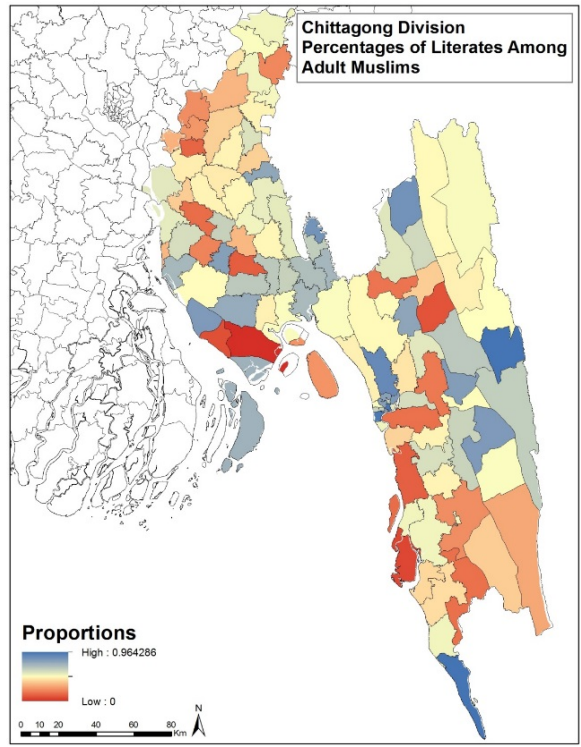 Chittagong Division
Percentages of Literates Among
Adult Muslims
Proportions
High : 0.964286
Low : 0
N
0 10 20 40 60 80
Km